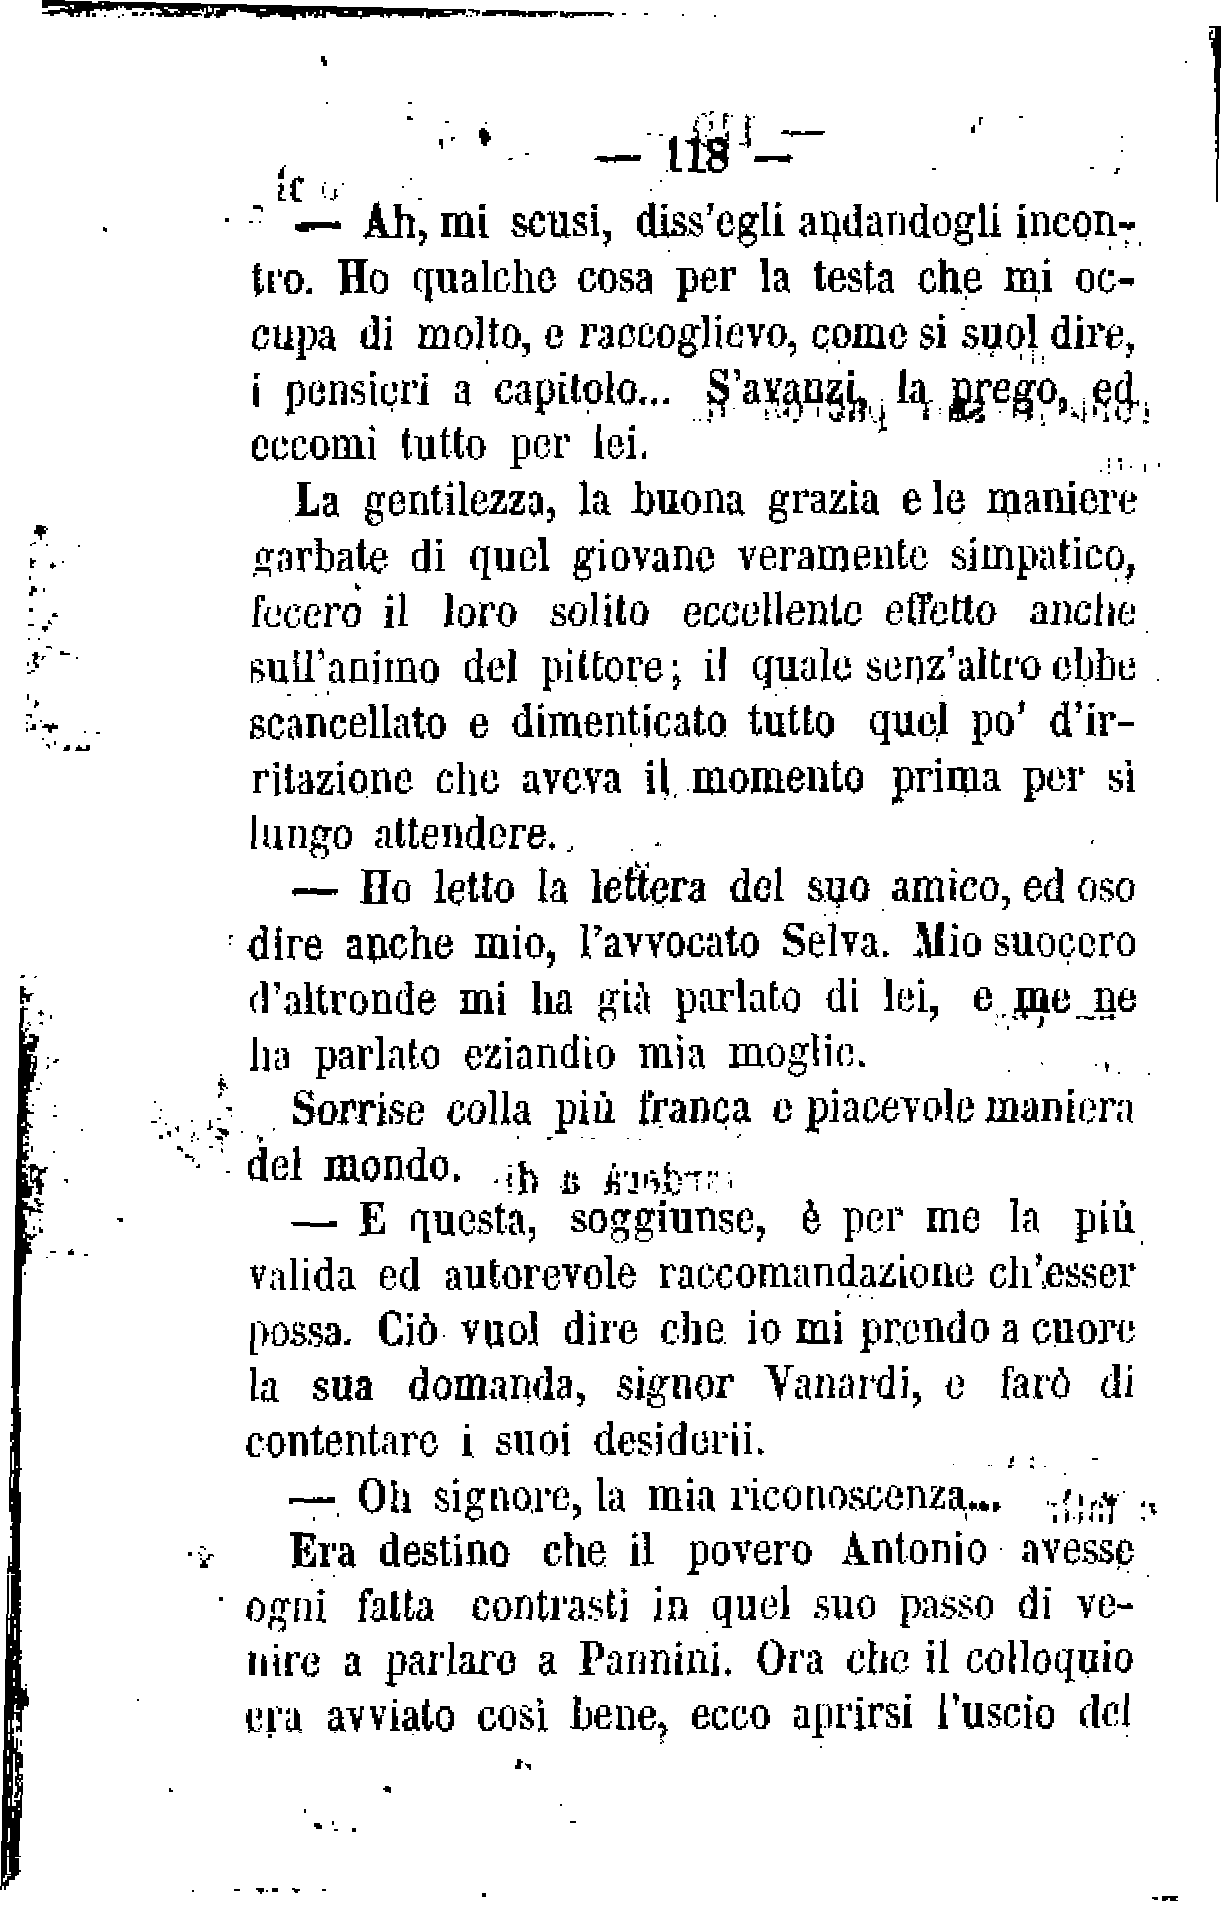 — 118 —
— Ah, mi scusi, diss'egli andandogli incon-
tro. Ho qualche cosa per la testa che mi oc-
cupa di molto, e raccoglievo, come si suol dire,
i pensieri a capitolo... S'avanzi, la prego, ed
eccomi tutto per lei.
La gentilezza, la buona grazia e le maniere
garbate di quel giovane veramente simpatico,
fecero il loro solito eccellente effetto anche
sull'animo del pittore; il quale senz'altro ebbe
scancellato e dimenticato tutto quel po' d'ir-
ritazione che aveva il momento prima per sì
lungo attendere.
— Ho letto la lettera del suo amico, ed oso
dire anche mio, l'avvocato Selva. Mio suocero
d'altronde mi ha già parlato di lei, e me ne
ha parlato eziandio mia moglie.
Sorrise colla più franca e piacevole maniera
del mondo.
— E questa, soggiunse, è per me la più
valida ed autorevole raccomandazione ch'esser
possa. Ciò vuol dire che io mi prendo a cuore
la sua domanda, signor Vanardi, e farò di
contentare i suoi desiderii.
— Oh signore, la mia riconoscenza...
Era destino che il povero Antonio avesse
ogni fatta contrasti in quel suo passo di ve-
nire a parlare a Pannini. Ora che il colloquio
era avviato così bene, ecco aprirsi l'uscio del